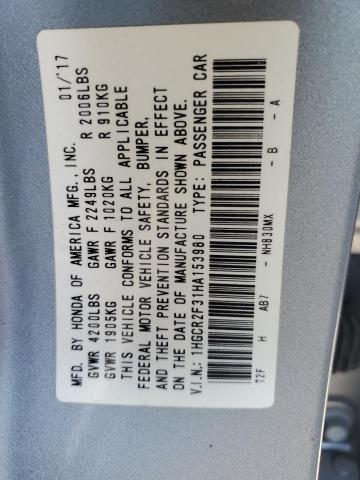 MFD. BY HONDA OF AMERICA MFG., INC. 01/'17
GVWR 4200LBS GAWR F 2249LBS R 2006LBS
GVWR 1905KG GAWR F 1020KG R 910KG
THIS VEHICLE CONFORMS TO ALL APPLICABLE
FEDERAL MOTOR VEHICLE SAFETY, BUMPER,
AND THEFT PREVENTION STANDARDS IN EFFECT
ON THE DATE OF MANUFACTURE SHOWN ABOVE.
V.I.N.: 1HGCR2F31HA153980 TYPE: PASSENGER CAR
T2F H AB7 - NH830MX - B - A